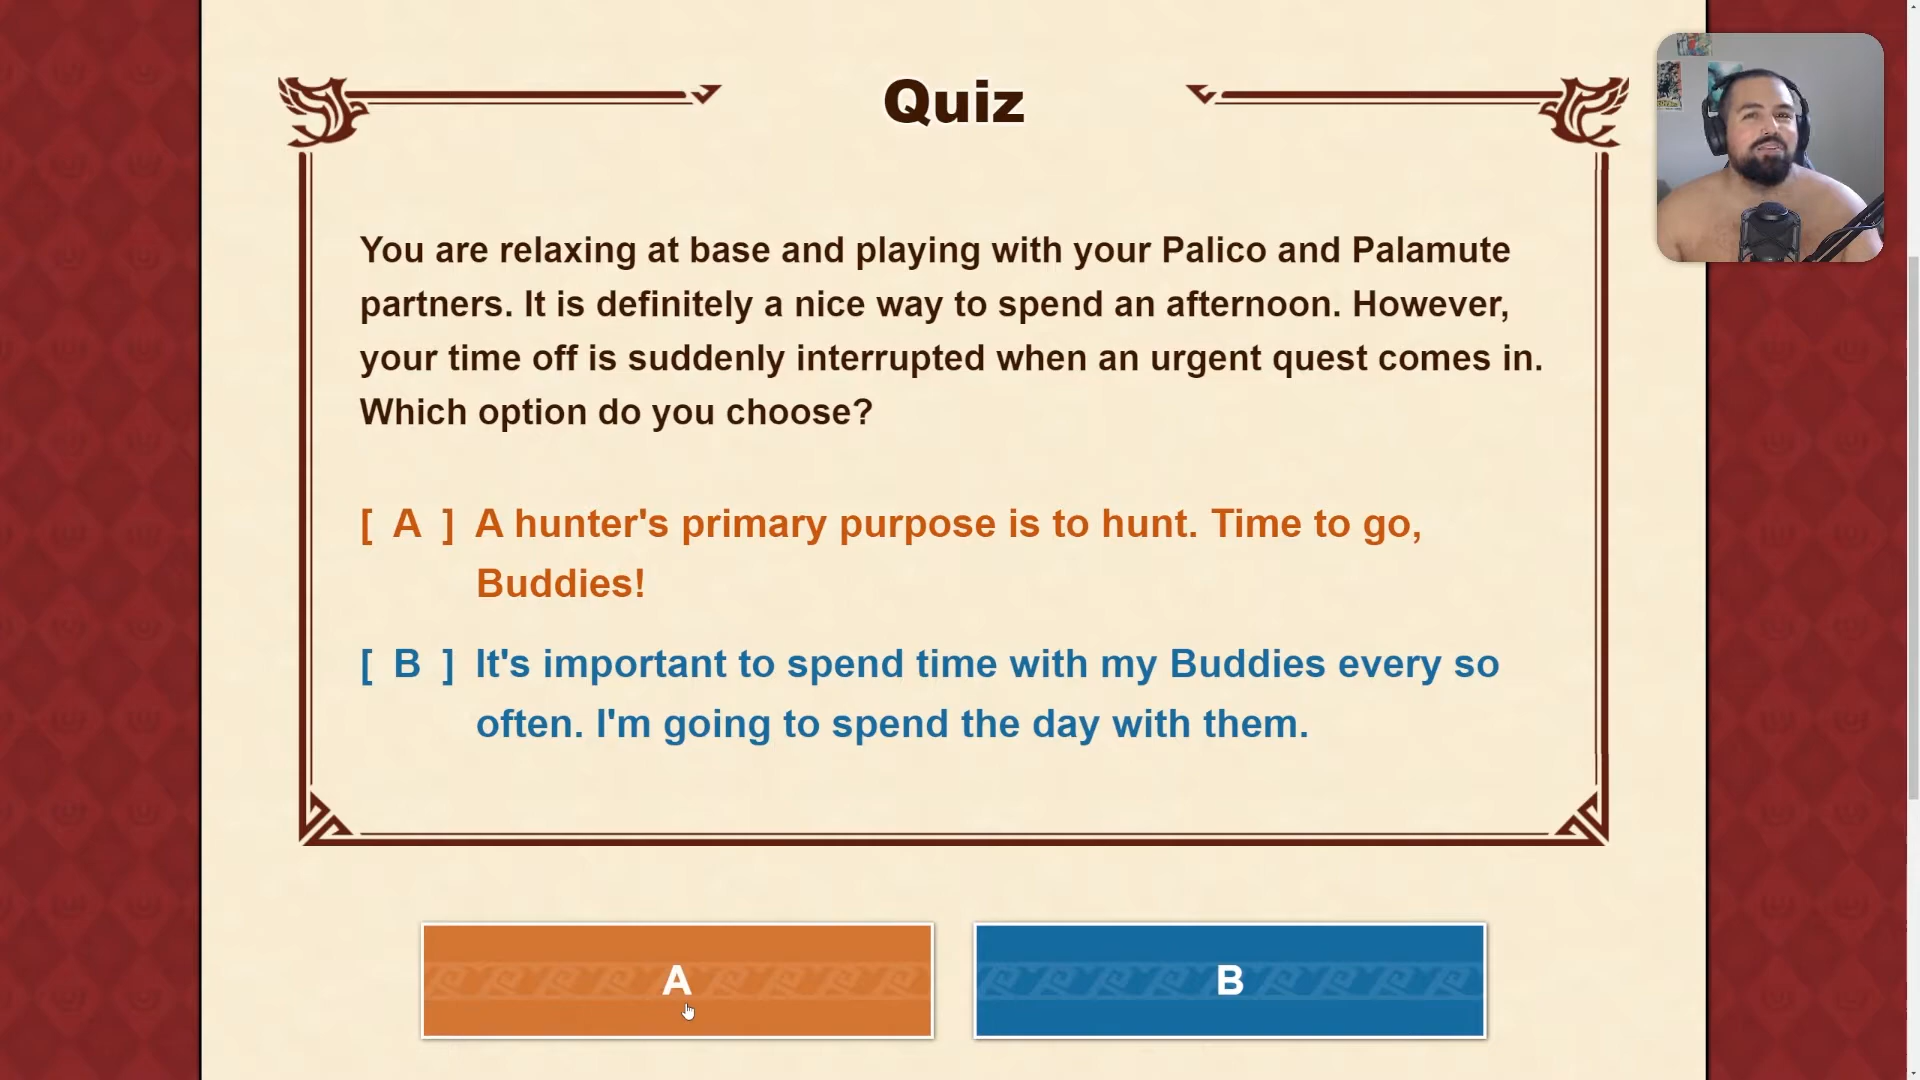 Quiz
You are relaxing at base and playing with your Palico and Palamute
partners. It is definitely a nice way to spend an afternoon. However,
your time off is suddenly interrupted when an urgent quest comes in.
Which option do you choose?
[ A ] A hunter's primary purpose is to hunt. Time to go,
Buddies!
[ B ] It's important to spend time with my Buddies every so
often. I'm going to spend the day with them.
A
B